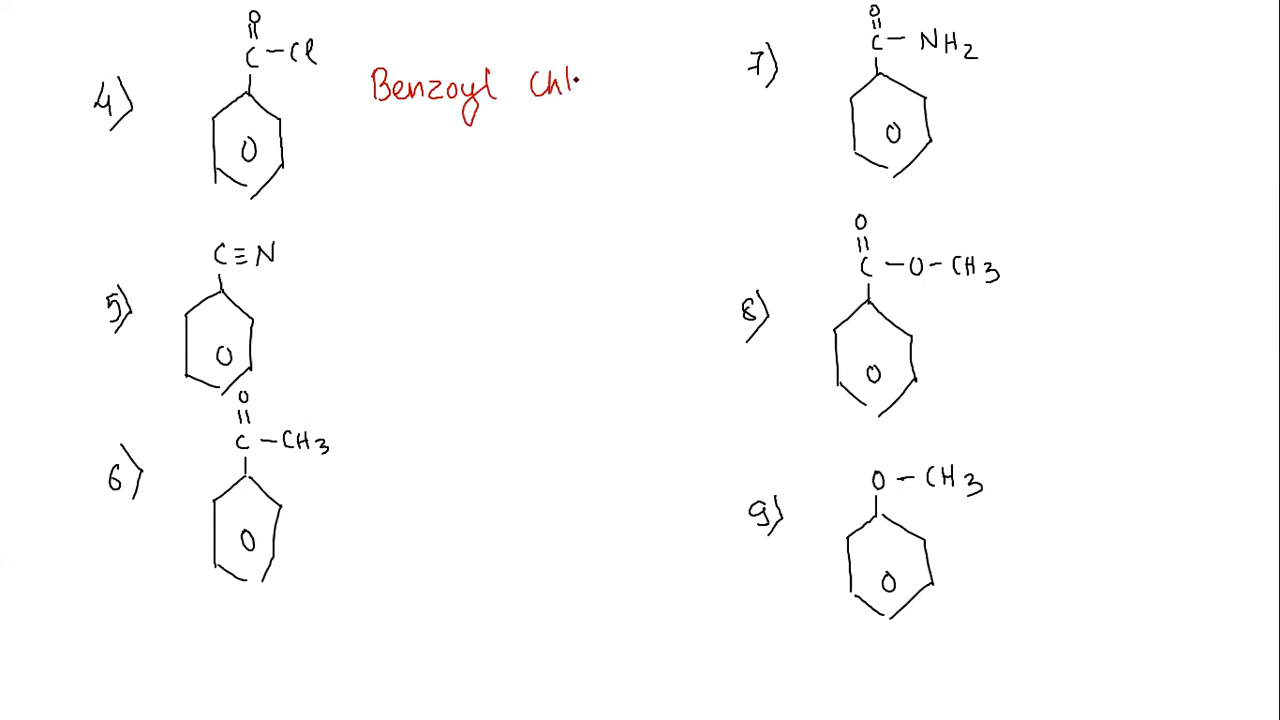 4)
O
C-Cl
O
Benzoyl Chl
5)
C≡N
O
6)
O
C-CH3
O
7)
O
C-NH2
O
8)
O
C-O-CH3
O
9)
O-CH3
O